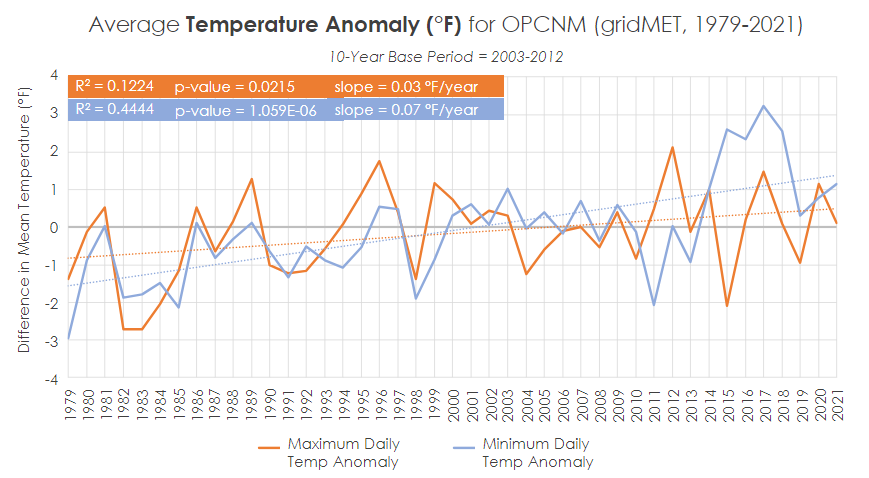 Average Temperature Anomaly (°F) for OPCNM (gridMET, 1979-2021)
10-Year Base Period = 2003-2012
R² = 0.1224 p-value = 0.0215 slope = 0.03 °F/year
R² = 0.4444 p-value = 1.059E-06 slope = 0.07 °F/year
Difference in Mean Temperature (°F)
4
3
2
1
0
-1
-2
-3
-4
1979 1980 1981 1982 1983 1984 1985 1986 1987 1988 1989 1990 1991 1992 1993 1994 1995 1996 1997 1998 1999 2000 2001 2002 2003 2004 2005 2006 2007 2008 2009 2010 2011 2012 2013 2014 2015 2016 2017 2018 2019 2020 2021
Maximum Daily
Temp Anomaly
Minimum Daily
Temp Anomaly